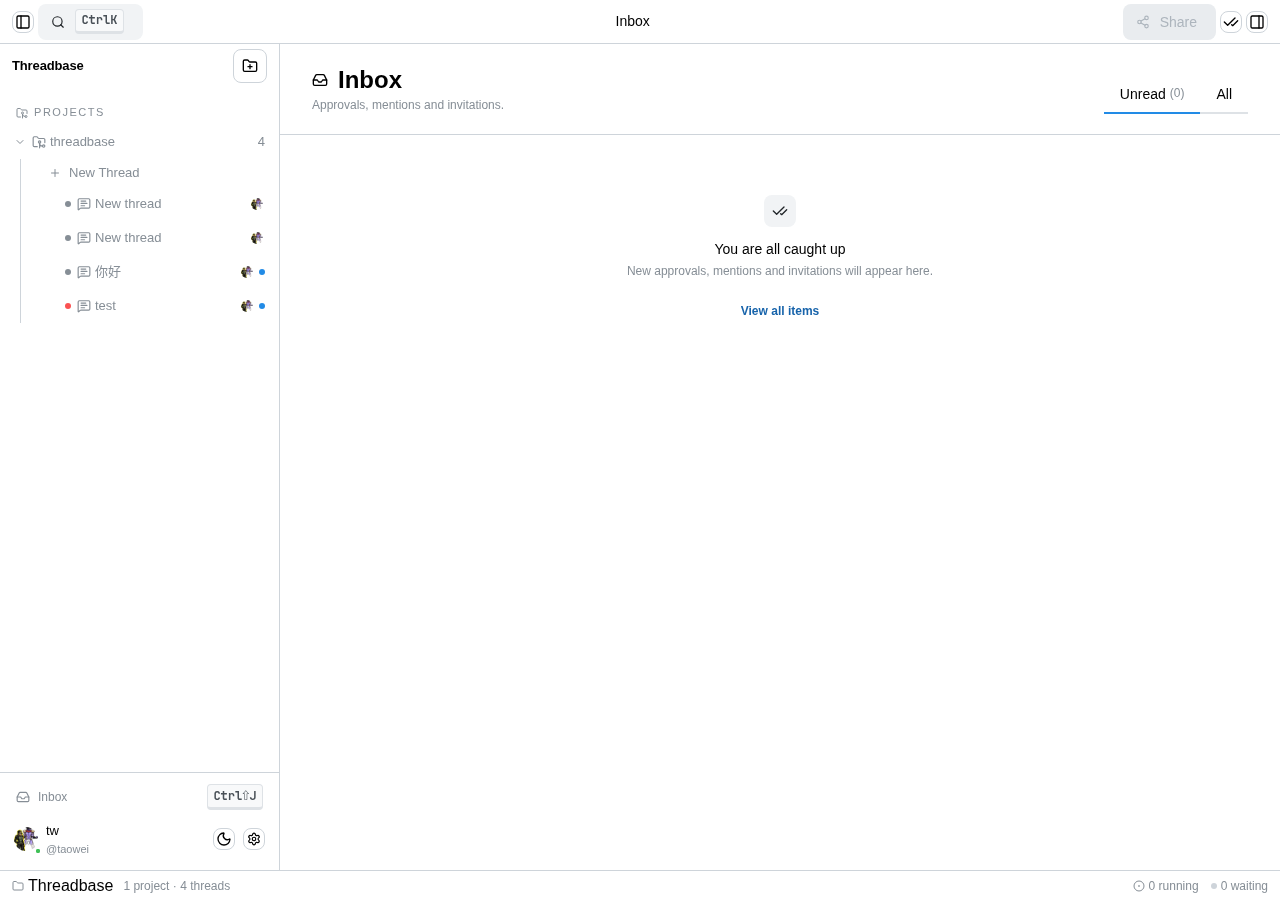 CtrlK
Inbox
Share
Threadbase
PROJECTS
threadbase 4
New Thread
New thread
New thread
你好
test
Inbox Ctrl⇧J
tw
@taowei
Inbox
Approvals, mentions and invitations.
Unread (0) All
You are all caught up
New approvals, mentions and invitations will appear here.
View all items
Threadbase 1 project · 4 threads
0 running 0 waiting